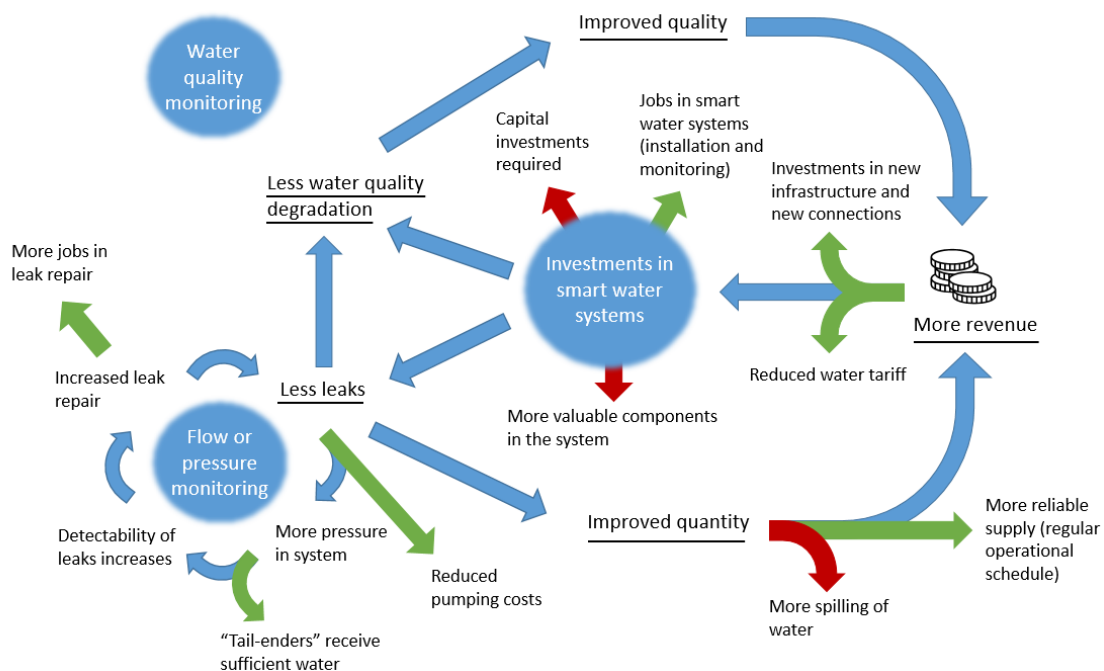 Water
quality
monitoring
Improved quality
Capital
investments
required
Jobs in smart
water systems
(installation and
monitoring)
Investments in new
infrastructure and
new connections
Less water quality
degradation
More jobs in
leak repair
Investments in
smart water
systems
More revenue
Increased leak
repair
Less leaks
Reduced water tariff
More valuable components
in the system
Flow or
pressure
monitoring
Detectability of
leaks increases
More pressure
in system
Improved quantity
More reliable
supply (regular
operational
schedule)
Reduced
pumping costs
More spilling of
water
“Tail-enders” receive
sufficient water